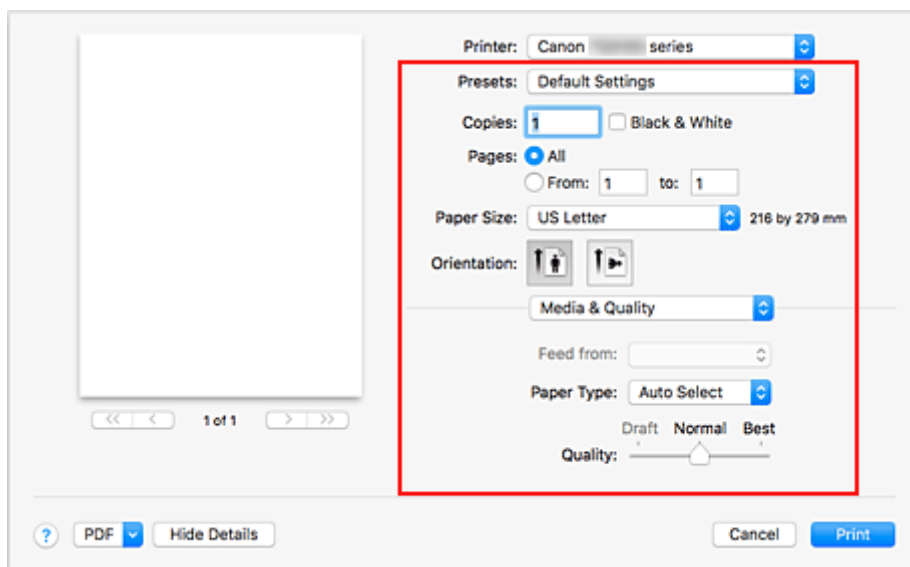 Printer: Canon series
Presets: Default Settings
Copies: 1 Black & White
Pages: All
From: 1 to: 1
Paper Size: US Letter 216 by 279 mm
Orientation:
Media & Quality
Feed from:
Paper Type: Auto Select
<< < 1 of 1 > >>
Draft Normal Best
Quality:
? PDF Hide Details Cancel Print